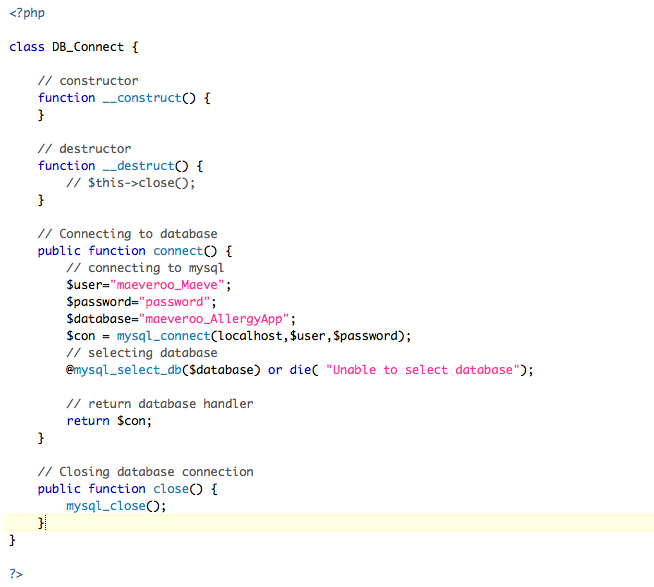 <?php
class DB_Connect {
// constructor
function __construct() {
}
// destructor
function __destruct() {
// $this->close();
}
// Connecting to database
public function connect() {
// connecting to mysql
$user="maeveroo_Maeve";
$password="password";
$database="maeveroo_AllergyApp";
$con = mysql_connect(localhost,$user,$password);
// selecting database
@mysql_select_db($database) or die( "Unable to select database");
// return database handler
return $con;
}
// Closing database connection
public function close() {
mysql_close();
}
}
?>